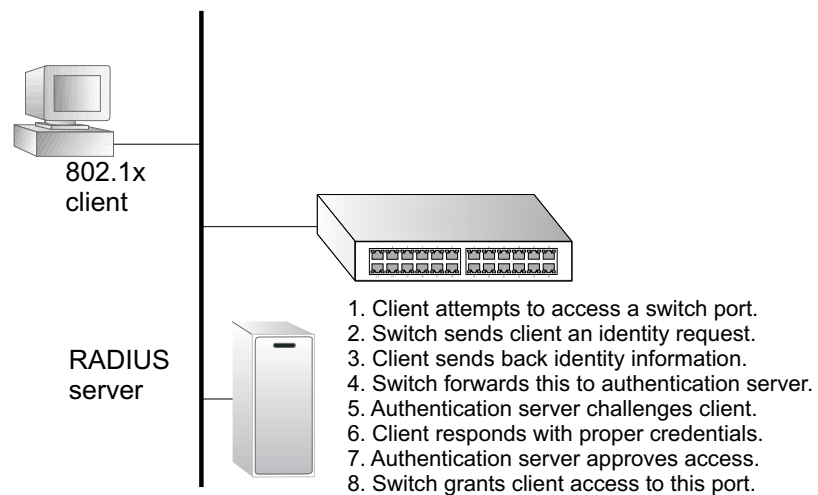 802.1x
client
1. Client attempts to access a switch port.
2. Switch sends client an identity request.
3. Client sends back identity information.
4. Switch forwards this to authentication server.
5. Authentication server challenges client.
6. Client responds with proper credentials.
7. Authentication server approves access.
8. Switch grants client access to this port.
RADIUS
server